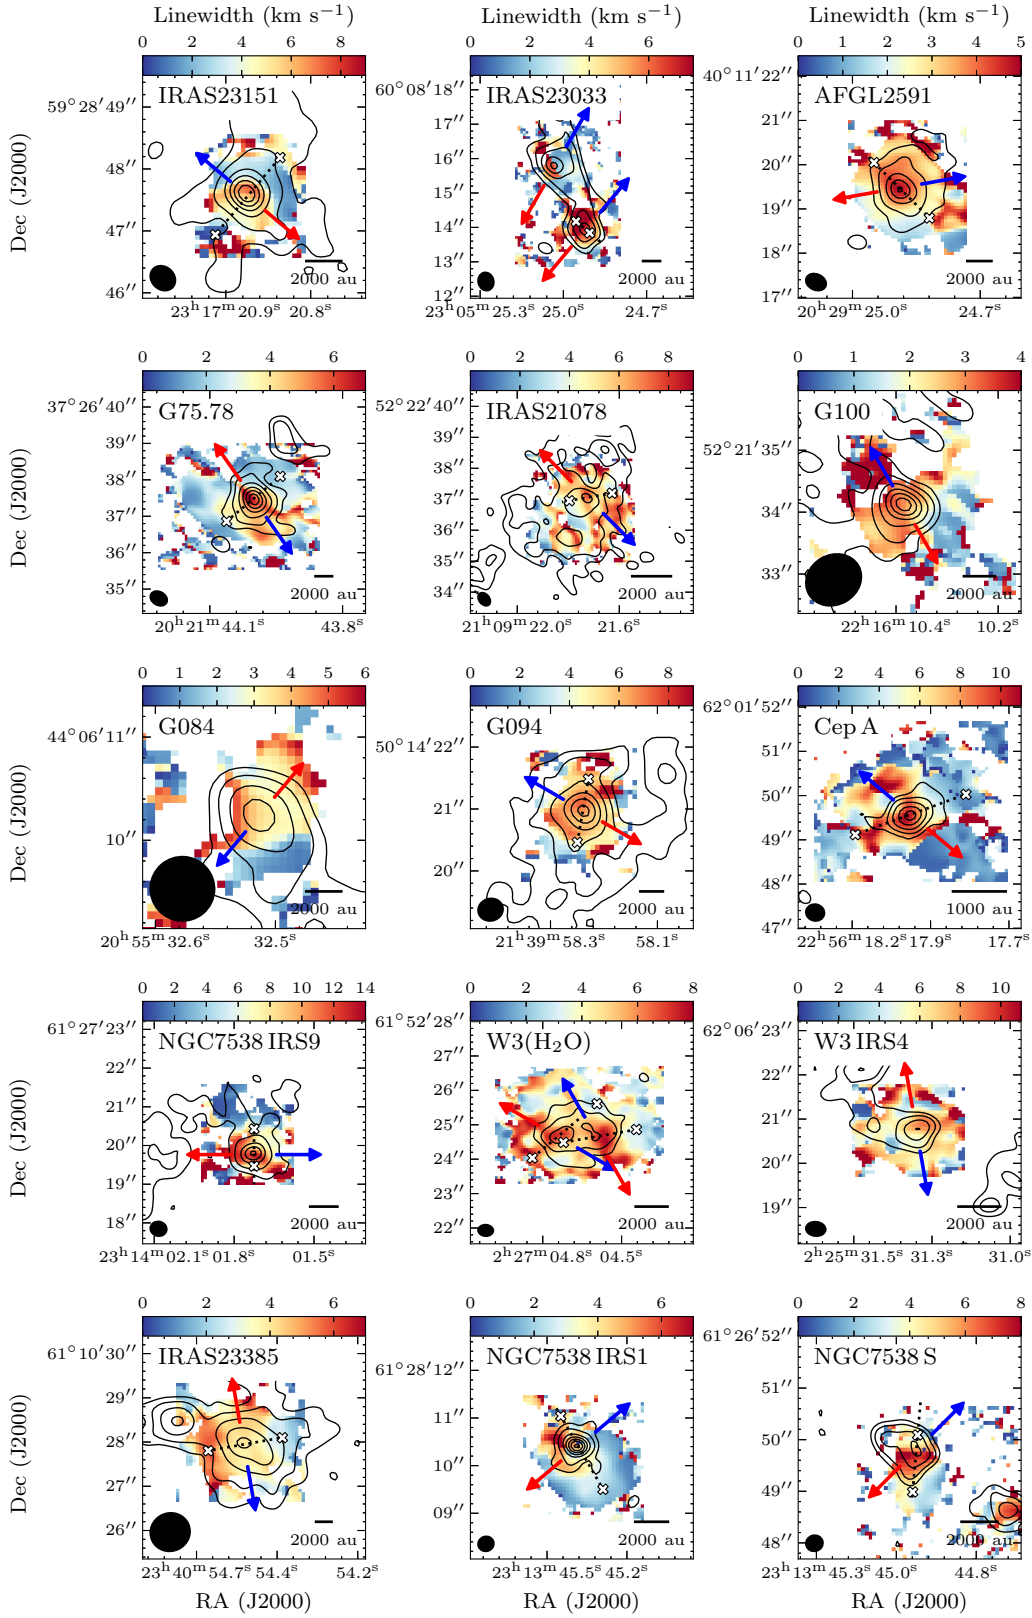 Linewidth (km s⁻¹) Linewidth (km s⁻¹) Linewidth (km s⁻¹)
0 2 4 6 8 0 2 4 6 0 1 2 3 4 5
IRAS23151 IRAS23033 AFGL2591
59°28′49″ 48″ 47″ 46″
60°08′18″ 17″ 16″ 15″ 14″ 13″ 12″
40°11′22″ 21″ 20″ 19″ 18″ 17″
Dec (J2000)
2000 au 2000 au 2000 au
23ʰ17ᵐ20.9ˢ 20.8ˢ 23ʰ05ᵐ25.3ˢ 25.0ˢ 24.7ˢ 20ʰ29ᵐ25.0ˢ 24.7ˢ
0 2 4 6 0 2 4 6 8 0 1 2 3 4
G75.78 IRAS21078 G100
37°26′40″ 39″ 38″ 37″ 36″ 35″
52°22′40″ 39″ 38″ 37″ 36″ 35″ 34″
52°21′35″ 34″ 33″
Dec (J2000)
2000 au 2000 au 2000 au
20ʰ21ᵐ44.1ˢ 43.8ˢ 21ʰ09ᵐ22.0ˢ 21.6ˢ 22ʰ16ᵐ10.4ˢ 10.2ˢ
0 1 2 3 4 5 6 0 2 4 6 8 0 2 4 6 8 10
G084 G094 Cep A
44°06′11″ 10″
50°14′22″ 21″ 20″
62°01′52″ 51″ 50″ 49″ 48″ 47″
Dec (J2000)
2000 au 2000 au 1000 au
20ʰ55ᵐ32.6ˢ 32.5ˢ 21ʰ39ᵐ58.3ˢ 58.1ˢ 22ʰ56ᵐ18.2ˢ 17.9ˢ 17.7ˢ
0 2 4 6 8 10 12 14 0 2 4 6 8 0 2 4 6 8 10
NGC7538 IRS9 W3(H₂O) W3 IRS4
61°27′23″ 22″ 21″ 20″ 19″ 18″
61°52′28″ 27″ 26″ 25″ 24″ 23″ 22″
62°06′23″ 22″ 21″ 20″ 19″
Dec (J2000)
2000 au 2000 au 2000 au
23ʰ14ᵐ02.1ˢ 01.8ˢ 01.5ˢ 2ʰ27ᵐ04.8ˢ 04.5ˢ 2ʰ25ᵐ31.5ˢ 31.3ˢ 31.0ˢ
0 2 4 6 0 2 4 6 0 2 4 6 8
IRAS23385 NGC7538 IRS1 NGC7538 S
61°10′30″ 29″ 28″ 27″ 26″
61°28′12″ 11″ 10″ 09″
61°26′52″ 51″ 50″ 49″ 48″
Dec (J2000)
2000 au 2000 au 2000 au
23ʰ40ᵐ54.7ˢ 54.4ˢ 54.2ˢ 23ʰ13ᵐ45.5ˢ 45.2ˢ 23ʰ13ᵐ45.3ˢ 45.0ˢ 44.8ˢ
RA (J2000) RA (J2000) RA (J2000)